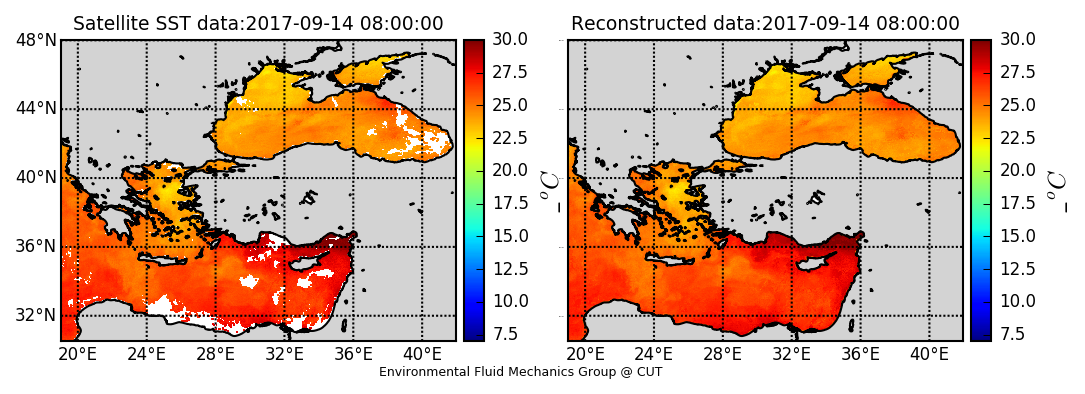 Satellite SST data:2017-09-14 08:00:00
Reconstructed data:2017-09-14 08:00:00
48°N
44°N
40°N
36°N
32°N
20°E 24°E 28°E 32°E 36°E 40°E
30.0
27.5
25.0
22.5
20.0
17.5
15.0
12.5
10.0
7.5
_ °C
20°E 24°E 28°E 32°E 36°E 40°E
30.0
27.5
25.0
22.5
20.0
17.5
15.0
12.5
10.0
7.5
_ °C
Environmental Fluid Mechanics Group @ CUT